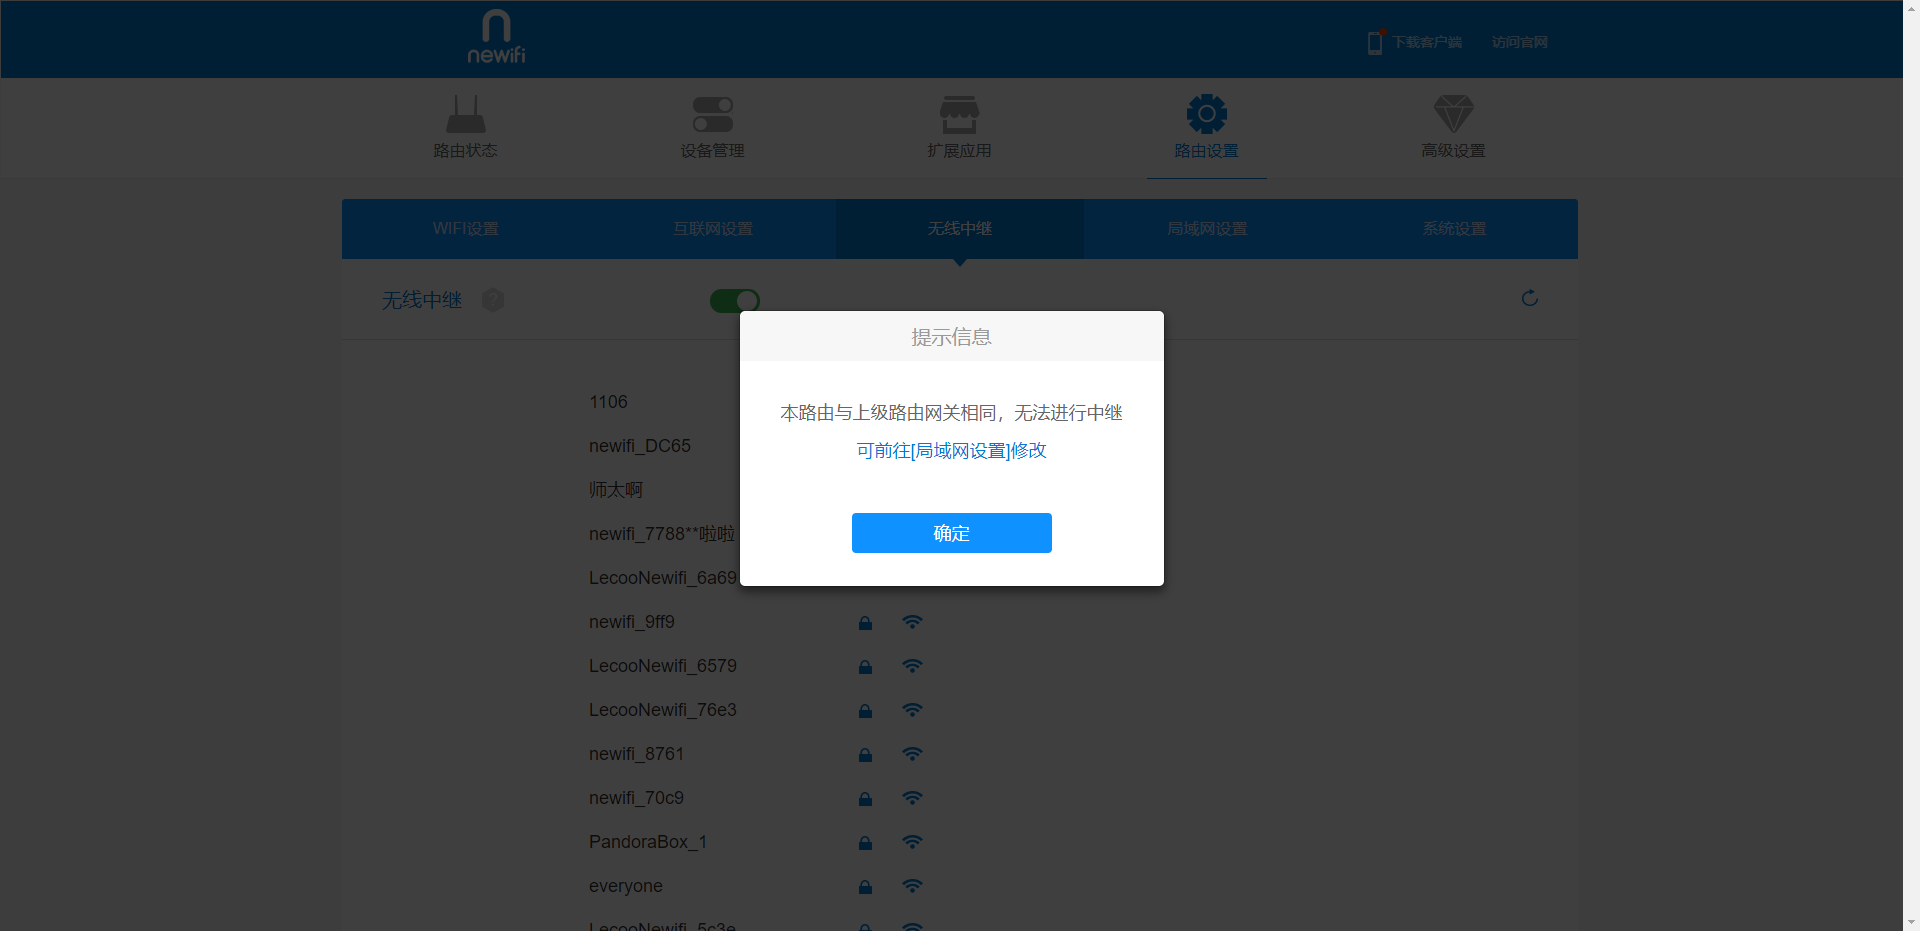 newifi
下载客户端
访问官网
路由状态
设备管理
扩展应用
路由设置
高级设置
WIFI设置
互联网设置
无线中继
局域网设置
系统设置
无线中继
?
提示信息
本路由与上级路由网关相同，无法进行中继
可前往[局域网设置]修改
确定
1106
newifi_DC65
师太啊
newifi_7788**啦啦
LecooNewifi_6a69
newifi_9ff9
LecooNewifi_6579
LecooNewifi_76e3
newifi_8761
newifi_70c9
PandoraBox_1
everyone
LecooNewifi_5c3e